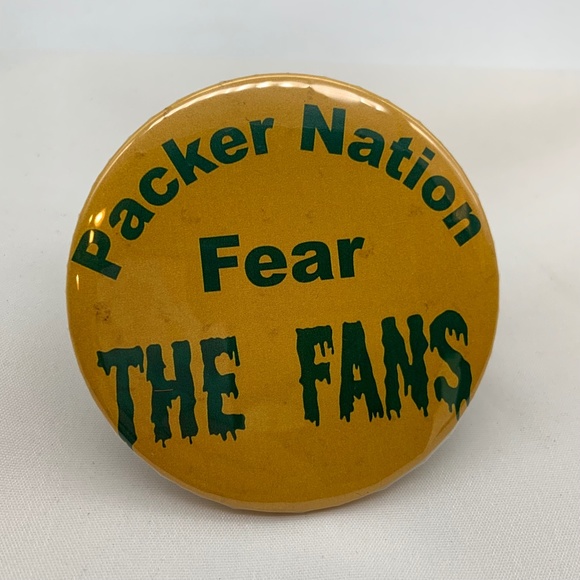 Packer Nation
Fear
THE FANS